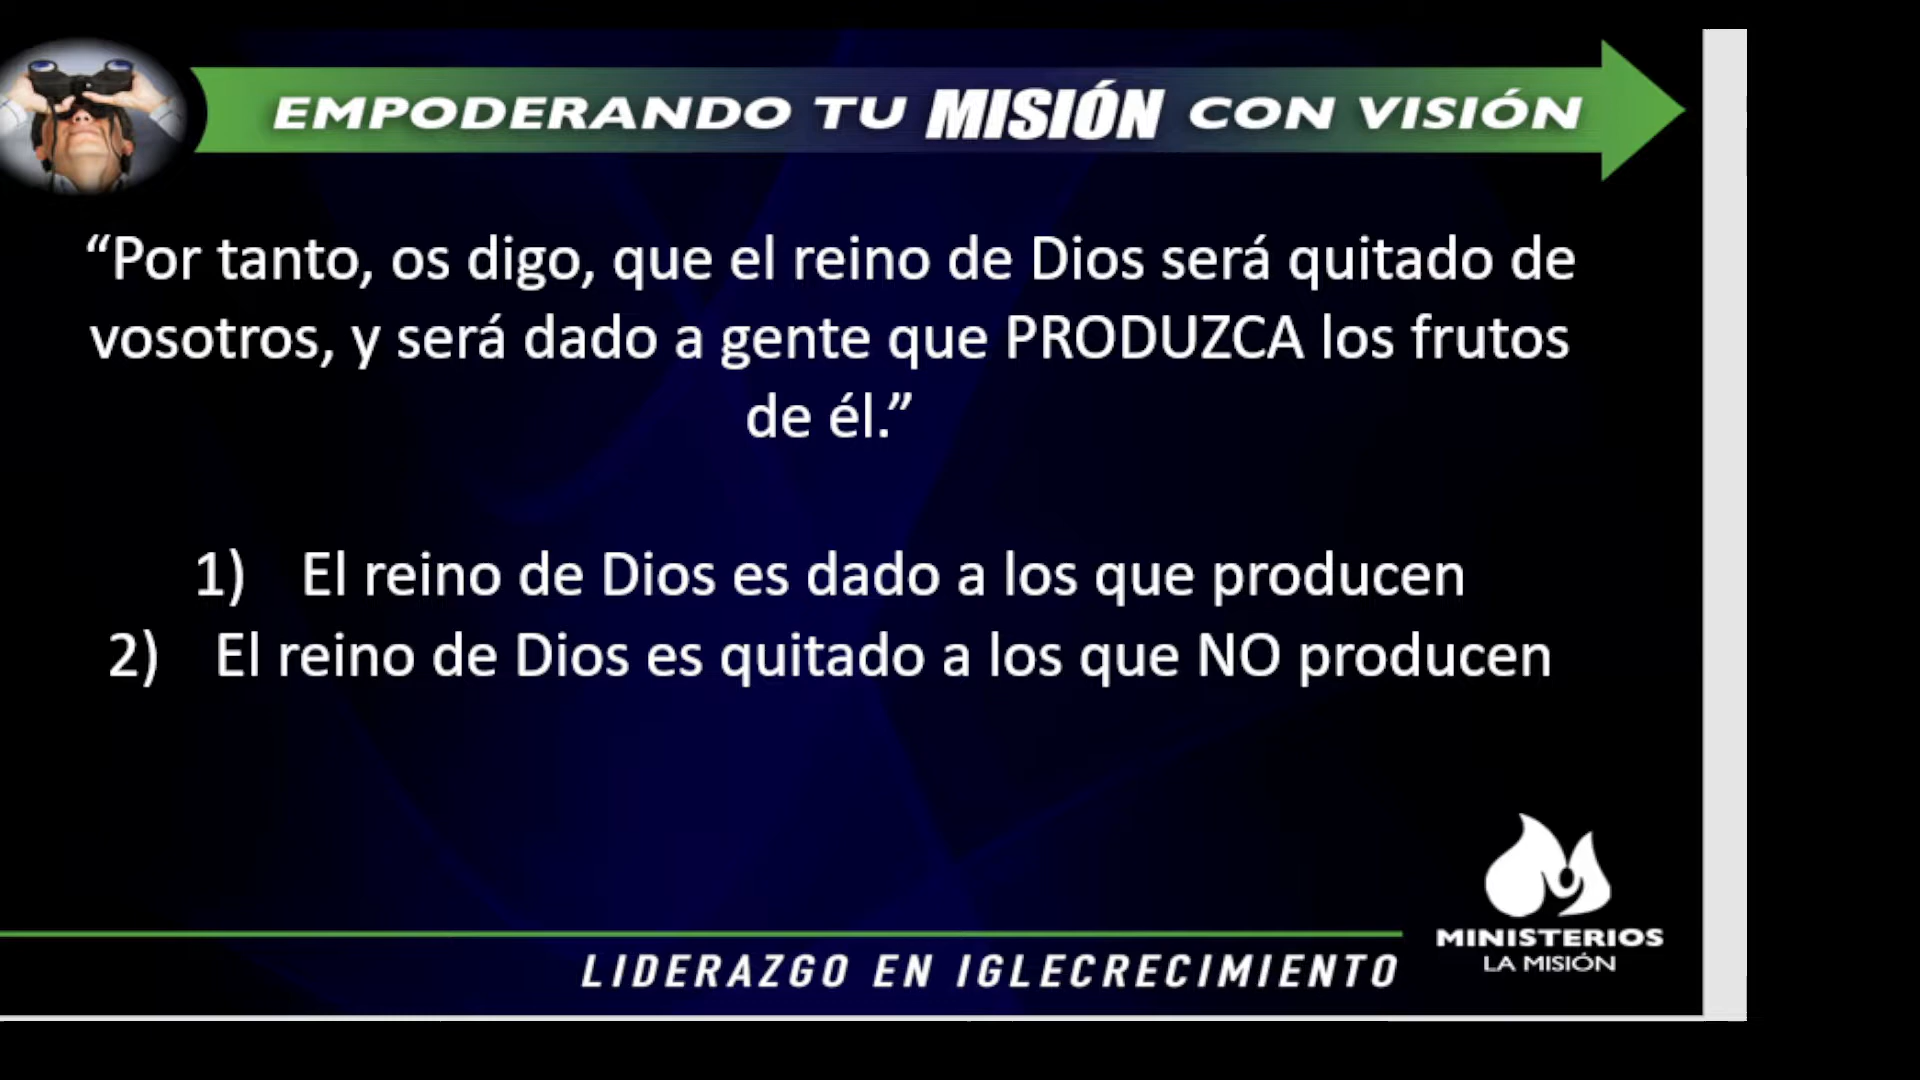 EMPODERANDO TU MISIÓN CON VISIÓN
“Por tanto, os digo, que el reino de Dios será quitado de
vosotros, y será dado a gente que PRODUZCA los frutos
de él.”
1) El reino de Dios es dado a los que producen
2) El reino de Dios es quitado a los que NO producen
MINISTERIOS
LA MISIÓN
LIDERAZGO EN IGLECRECIMIENTO